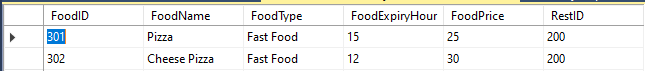 FoodID FoodName FoodType FoodExpiryHour FoodPrice RestID
301 Pizza Fast Food 15 25 200
302 Cheese Pizza Fast Food 12 30 200